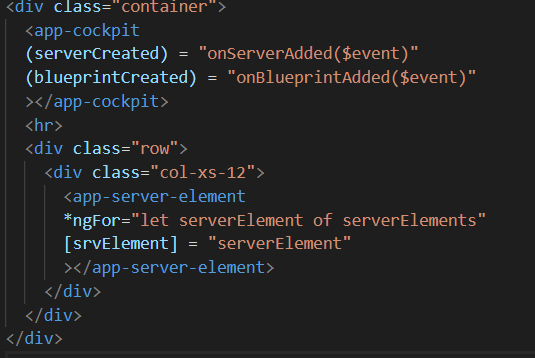 <div class="container">
<app-cockpit
(serverCreated) = "onServerAdded($event)"
(blueprintCreated) = "onBlueprintAdded($event)"
></app-cockpit>
<hr>
<div class="row">
<div class="col-xs-12">
<app-server-element
*ngFor="let serverElement of serverElements"
[srvElement] = "serverElement"
></app-server-element>
</div>
</div>
</div>